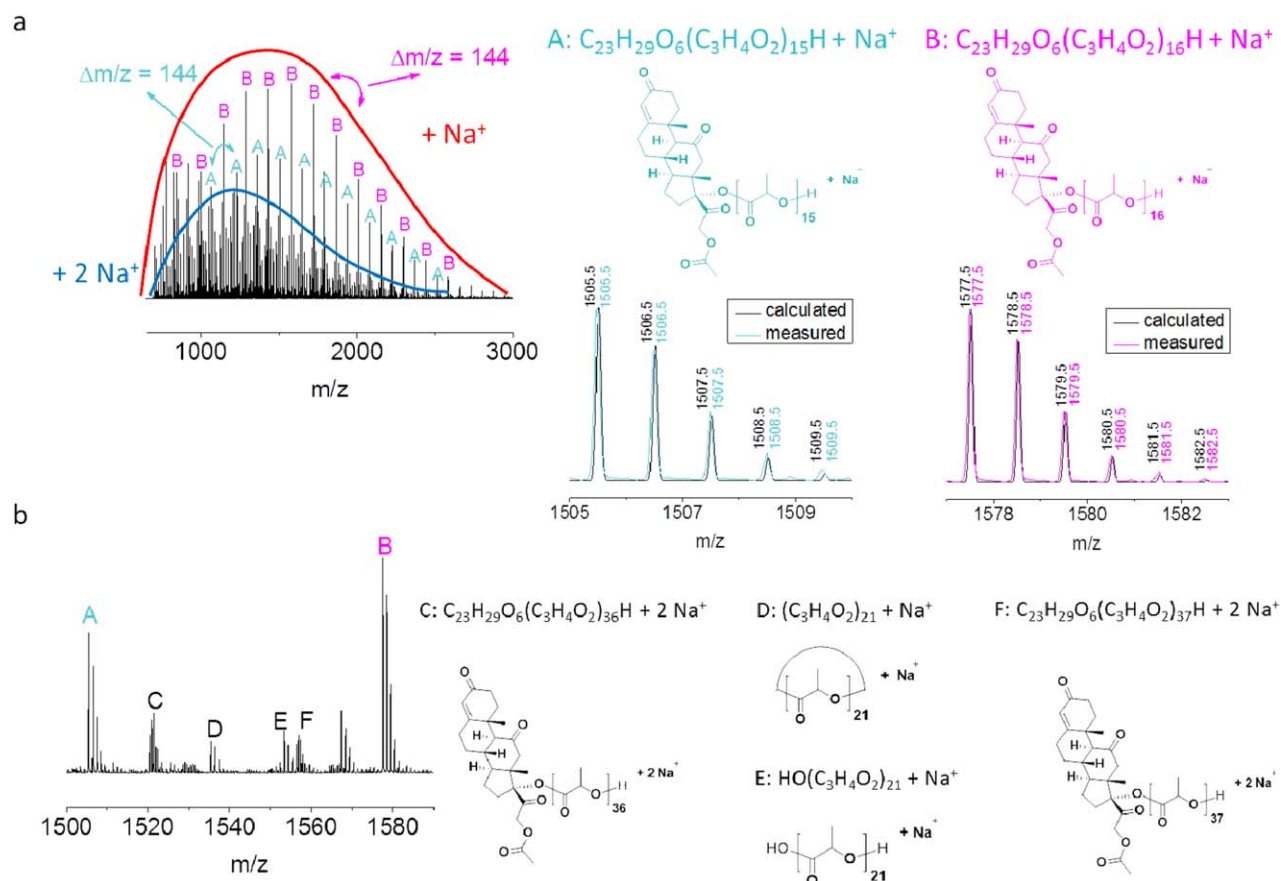 a
Δm/z = 144
Δm/z = 144
B B B B B B B B B B B B B B
A A A A A A A A A A A
+ Na⁺
+ 2 Na⁺
1000 2000 3000
m/z
A: C₂₃H₂₉O₆(C₃H₄O₂)₁₅H + Na⁺
O O H H H O O O H + Na⁻
15
O O O
calculated
measured
1505.5 1506.5 1507.5 1508.5 1509.5
1505.5 1506.5 1507.5 1508.5 1509.5
1505 1507 1509
m/z
B: C₂₃H₂₉O₆(C₃H₄O₂)₁₆H + Na⁺
O O H H H O O O H + Na⁻
16
O O O
calculated
measured
1577.5 1578.5 1579.5 1580.5 1581.5 1582.5
1577.5 1578.5 1579.5 1580.5 1581.5 1582.5
1578 1580 1582
m/z
b
A C D E F B
1500 1520 1540 1560 1580
m/z
C: C₂₃H₂₉O₆(C₃H₄O₂)₃₆H + 2 Na⁺
O O H H H O O O H + 2 Na⁺
36
O O O
D: (C₃H₄O₂)₂₁ + Na⁺
O O + Na⁺
21
E: HO(C₃H₄O₂)₂₁ + Na⁺
HO O O H + Na⁺
21
F: C₂₃H₂₉O₆(C₃H₄O₂)₃₇H + 2 Na⁺
O O H H H O O O H + 2 Na⁺
37
O O O